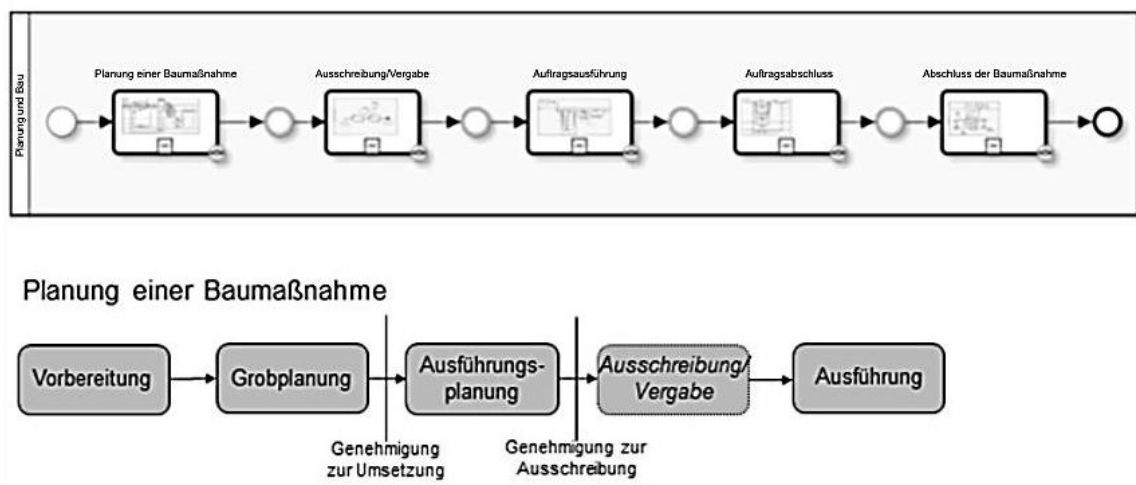 Planung und Bau
Planung einer Baumaßnahme
Ausschreibung/Vergabe
Auftragsausführung
Auftragsabschluss
Abschluss der Baumaßnahme
Planung einer Baumaßnahme
Vorbereitung
Grobplanung
Ausführungs-
planung
Ausschreibung/
Vergabe
Ausführung
Genehmigung
zur Umsetzung
Genehmigung zur
Ausschreibung